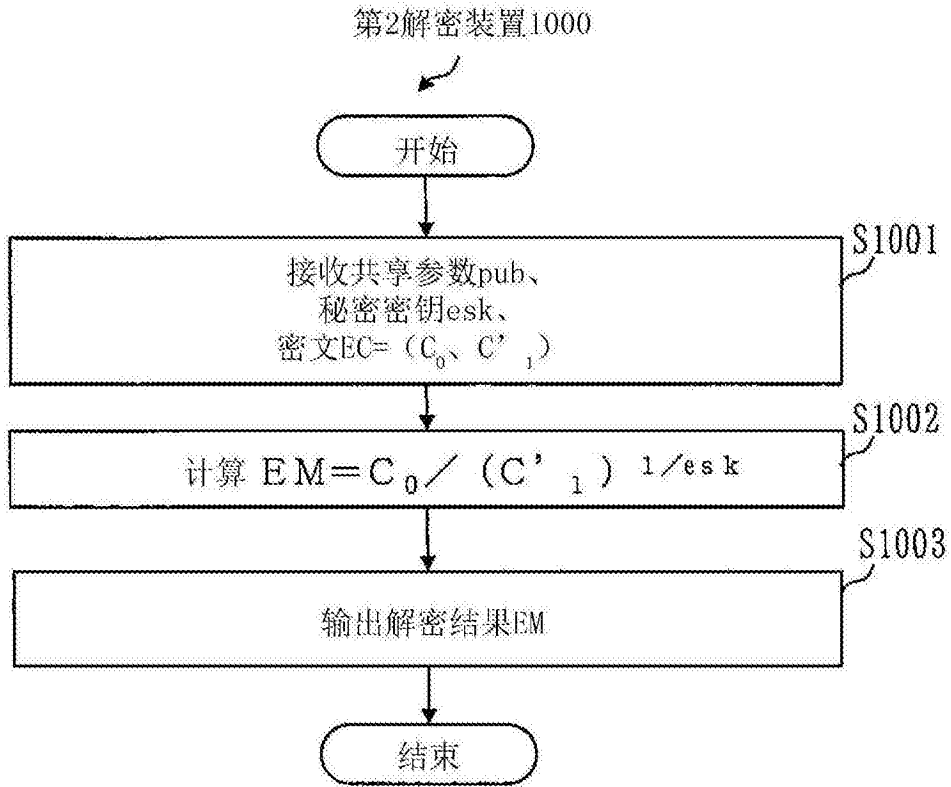 第2解密装置1000
开始
S1001
接收共享参数pub、
秘密密钥esk、
密文EC=（C₀、C’₁）
S1002
计算 EM=C₀／（C’₁）^1/esk
S1003
输出解密结果EM
结束